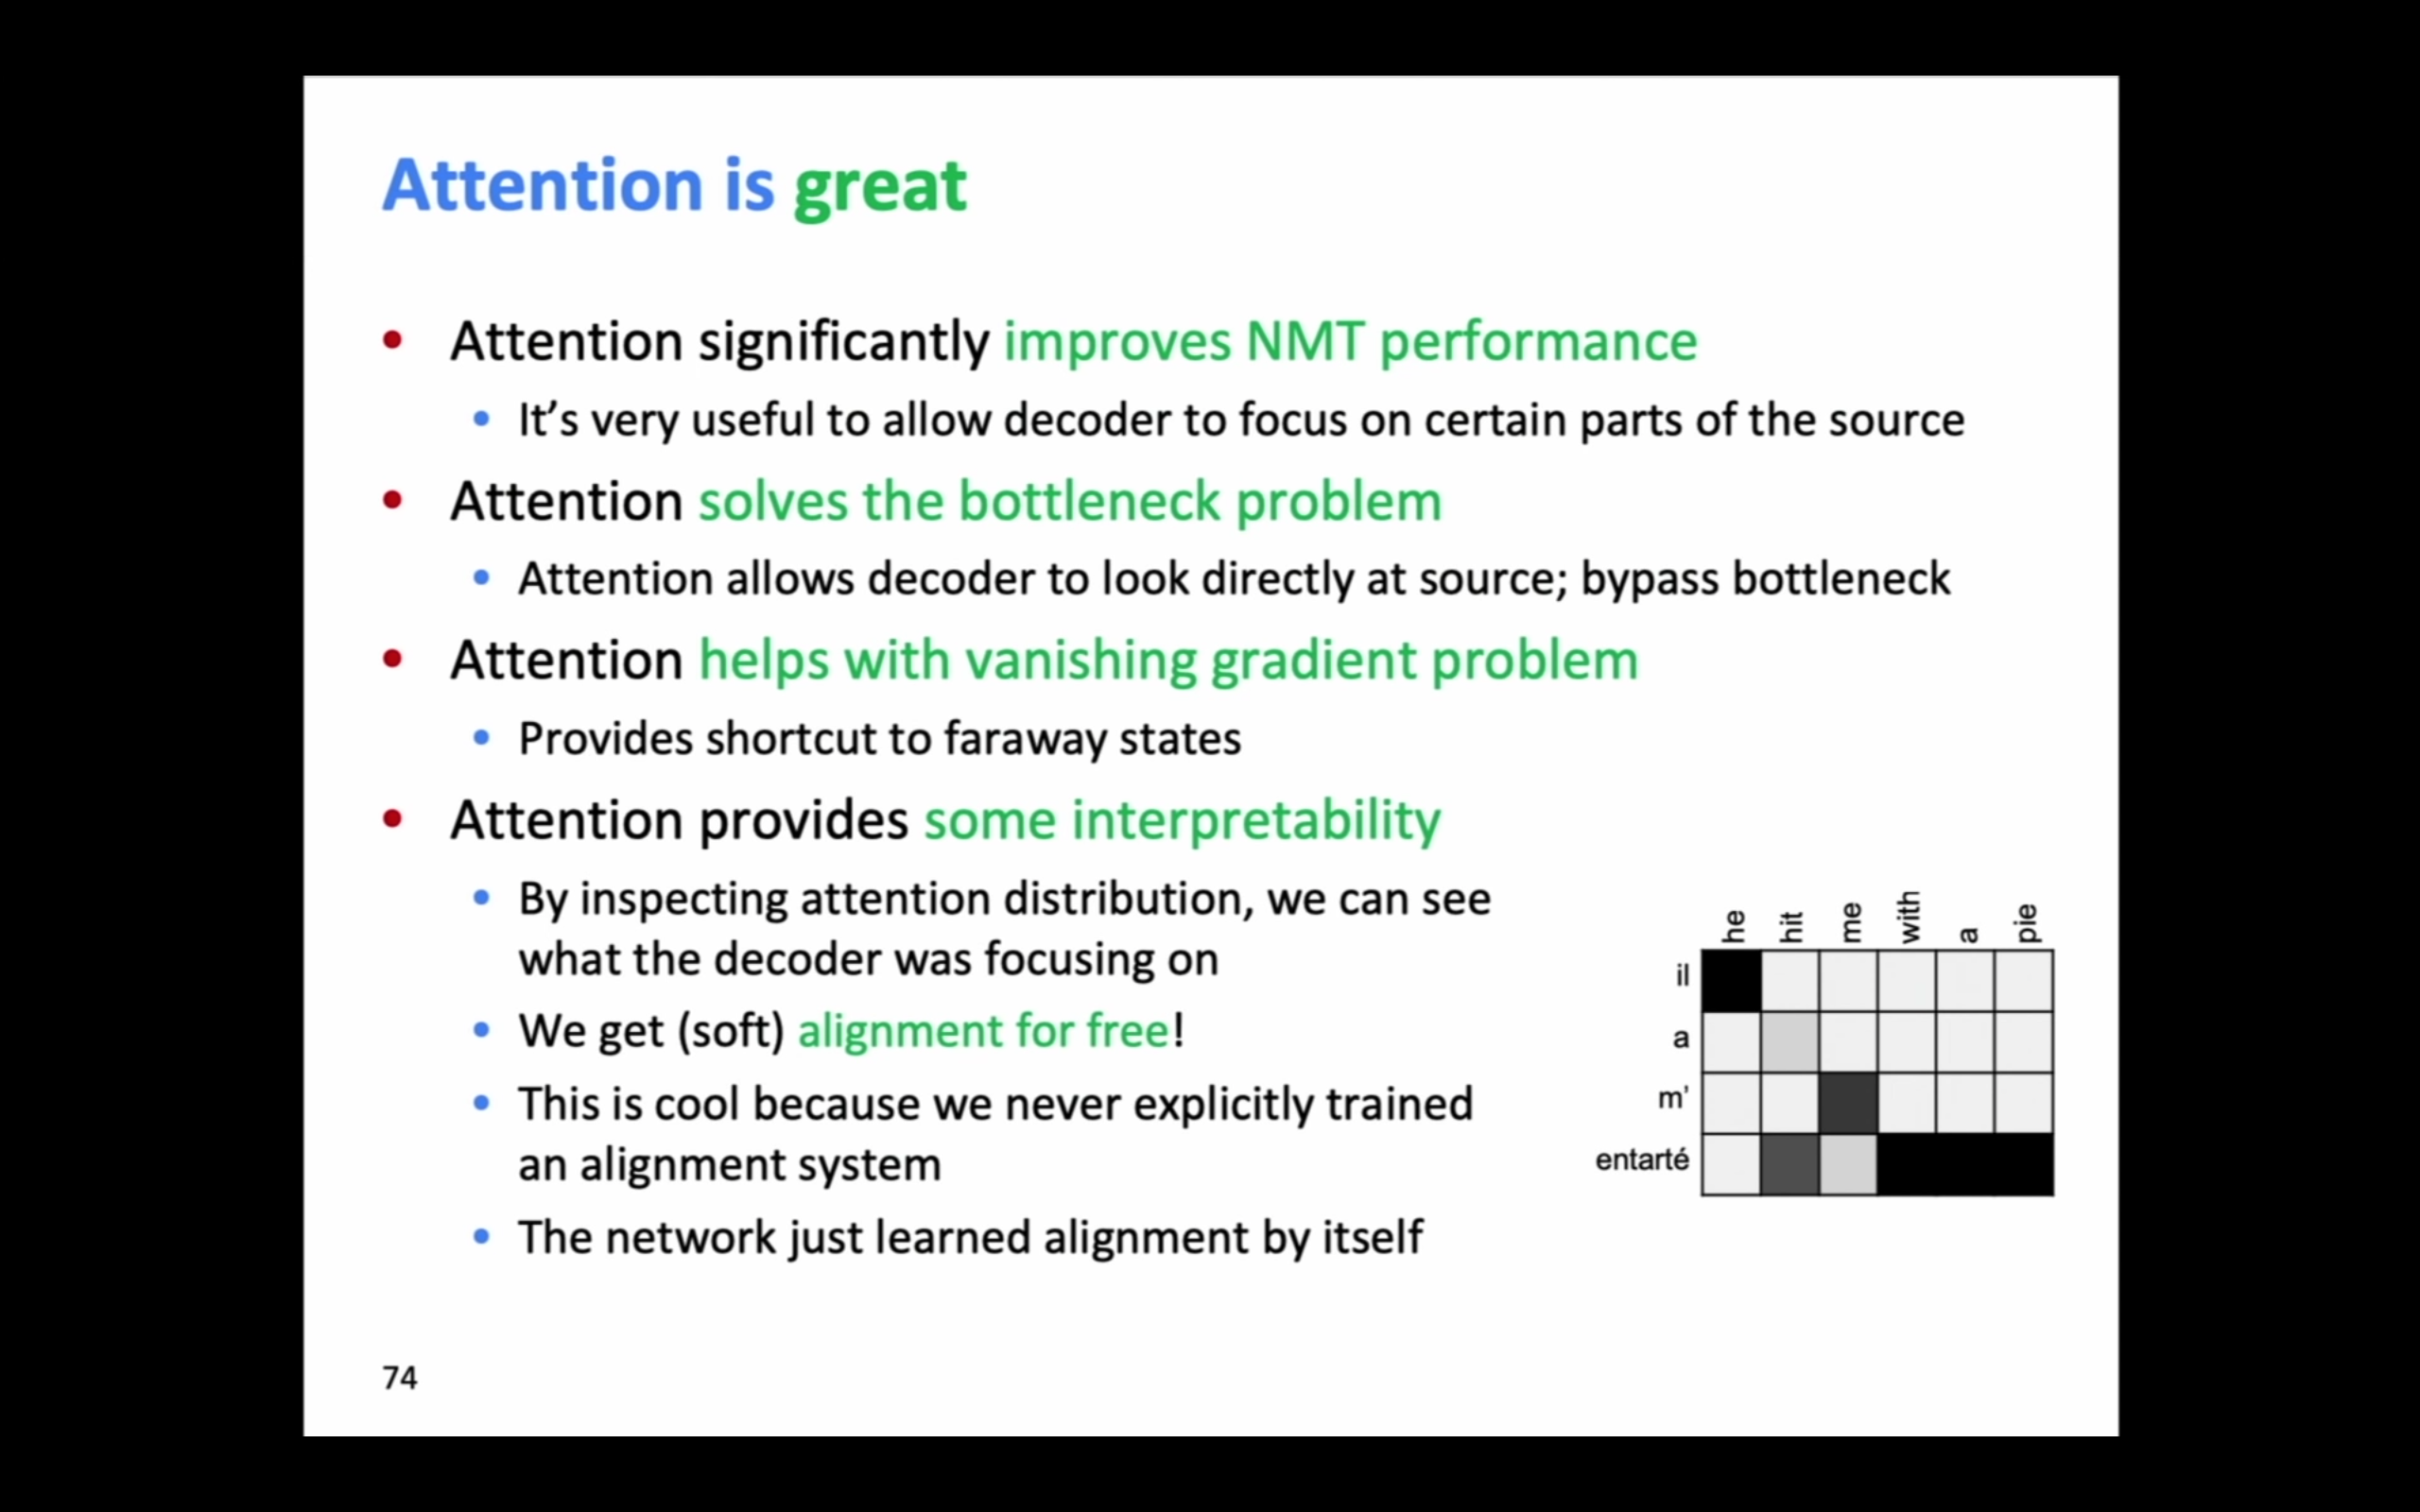 Attention is great
• Attention significantly improves NMT performance
• It’s very useful to allow decoder to focus on certain parts of the source
• Attention solves the bottleneck problem
• Attention allows decoder to look directly at source; bypass bottleneck
• Attention helps with vanishing gradient problem
• Provides shortcut to faraway states
• Attention provides some interpretability
• By inspecting attention distribution, we can see
what the decoder was focusing on
• We get (soft) alignment for free!
• This is cool because we never explicitly trained
an alignment system
• The network just learned alignment by itself
he hit me with a pie
il
a
m’
entarté
74